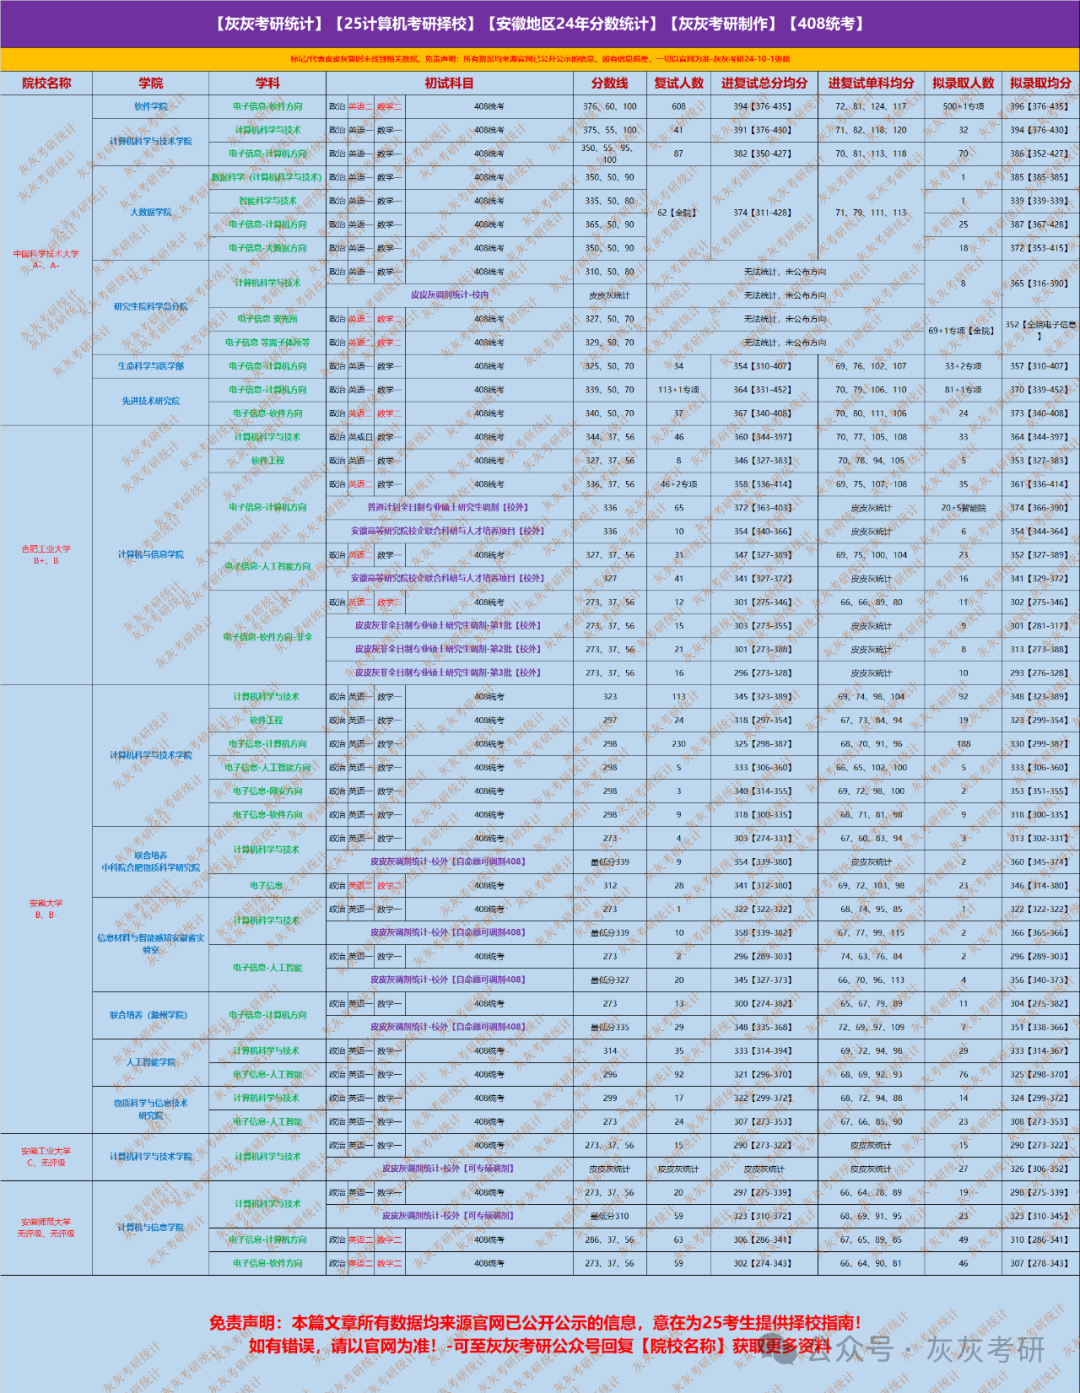 【灰灰考研统计】【25计算机考研择校】【安徽地区24年分数统计】【灰灰考研制作】【408统考】
标记/代表皮皮灰暂时未找到相关数据，免责声明：所有数据均来源官网已公开公示的信息，如有信息偏差，一切以官网为准-灰灰考研24-10-1更新
院校名称 学院 学科 初试科目 分数线 复试人数 进复试总分均分 进复试单科均分 拟录取人数 拟录取均分
中国科学技术大学 A-、A-
软件学院 电子信息-软件方向 政治 英语二 数学二 408统考 376、60、100 608 394【376-435】 72、81、124、117 500+1专项 396【376-435】
计算机科学与技术学院 计算机科学与技术 政治 英语一 数学一 408统考 375、55、100 41 391【376-430】 71、82、118、120 32 394【376-430】
电子信息-计算机方向 政治 英语一 数学一 408统考 350、55、95、100 87 382【350-427】 70、81、113、118 70 386【352-427】
大数据学院 数据科学（计算机科学与技术） 政治 英语一 数学一 408统考 350、50、90 62【全院】 374【311-428】 71、79、111、113 1 385【385-385】
智能科学与技术 政治 英语一 数学一 408统考 335、50、80 1 339【339-339】
电子信息-计算机方向 政治 英语一 数学一 408统考 365、50、90 25 387【367-428】
电子信息-大数据方向 政治 英语一 数学一 408统考 350、50、90 18 372【353-415】
研究生院科学岛分院 计算机科学与技术 政治 英语一 数学一 408统考 310、50、80 无法统计，未公布方向 8 365【316-390】
皮皮灰调剂统计-校内 皮皮灰统计 无法统计，未公布方向
电子信息 安光所 政治 英语二 数学二 408统考 327、50、70 无法统计，未公布方向 69+1专项【全院】 352【全院电子信息】
电子信息 等离子体所等 政治 英语二 数学二 408统考 329、50、70 无法统计，未公布方向
生命科学与医学部 电子信息-计算机方向 政治 英语一 数学一 408统考 325、50、70 34 354【310-407】 69、76、102、107 33+2专项 357【310-407】
先进技术研究院 电子信息-计算机方向 政治 英语一 数学一 408统考 339、50、70 113+1专项 364【331-452】 70、79、106、110 81+1专项 370【339-452】
电子信息-软件方向 政治 英语二 数学二 408统考 340、50、70 37 367【340-408】 70、80、111、106 24 373【340-408】
合肥工业大学 B+、B
计算机与信息学院 计算机科学与技术 政治 英或日 数学一 408统考 344、37、56 46 360【344-397】 70、77、105、108 33 364【344-397】
软件工程 政治 英语一 数学一 408统考 327、37、56 8 346【327-383】 70、78、94、105 5 353【327-383】
电子信息-计算机方向 政治 英语二 数学一 408统考 336、37、56 46+2专项 358【336-414】 69、75、107、108 35 361【336-414】
普通计划全日制专业硕士研究生调剂【校外】 336 65 372【363-403】 皮皮灰统计 20+5智能院 374【366-390】
安徽高等研究院校企联合科研与人才培养项目【校外】 336 10 354【340-366】 皮皮灰统计 6 354【344-364】
电子信息-人工智能方向 政治 英语二 数学一 408统考 327、37、56 31 347【327-389】 69、75、100、104 23 352【327-389】
安徽高等研究院校企联合科研与人才培养项目【校外】 327 41 341【327-372】 皮皮灰统计 16 341【329-372】
电子信息-软件方向-非全 政治 英语二 数学二 408统考 273、37、56 12 301【275-346】 66、66、89、80 11 302【275-346】
皮皮灰非全日制专业硕士研究生调剂-第1批【校外】 273、37、56 15 303【273-355】 皮皮灰统计 9 301【281-317】
皮皮灰非全日制专业硕士研究生调剂-第2批【校外】 273、37、56 21 301【273-388】 皮皮灰统计 8 313【273-388】
皮皮灰非全日制专业硕士研究生调剂-第3批【校外】 273、37、56 16 296【273-328】 皮皮灰统计 10 293【276-328】
安徽大学 B、B-
计算机科学与技术学院 计算机科学与技术 政治 英语一 数学一 408统考 323 113 345【323-389】 69、74、98、104 92 348【323-389】
软件工程 政治 英语一 数学一 408统考 297 24 318【297-354】 67、73、84、94 19 323【299-354】
电子信息-计算机方向 政治 英语一 数学一 408统考 298 230 325【298-387】 68、70、91、96 188 330【299-387】
电子信息-人工智能方向 政治 英语一 数学一 408统考 298 5 333【306-360】 66、65、102、100 5 333【306-360】
电子信息-网安方向 政治 英语一 数学一 408统考 298 3 340【314-355】 69、72、98、100 2 353【351-355】
电子信息-软件方向 政治 英语一 数学一 408统考 298 9 318【300-335】 68、71、81、98 9 318【300-335】
联合培养 中科院合肥物质科学研究院 计算机科学与技术 政治 英语一 数学一 408统考 273 4 303【274-331】 67、60、83、94 3 313【302-331】
皮皮灰调剂统计-校外【自命题可调剂408】 最低分339 9 354【339-380】 皮皮灰统计 2 360【345-374】
电子信息 政治 英语二 数学二 408统考 312 28 341【312-380】 69、72、103、98 23 346【314-380】
信息材料与智能感知安徽省实验室 计算机科学与技术 政治 英语一 数学一 408统考 273 1 322【322-322】 68、74、95、85 1 322【322-322】
皮皮灰调剂统计-校外【自命题可调剂408】 最低分339 10 358【339-382】 67、77、99、115 2 366【365-366】
电子信息-人工智能 政治 英语一 数学一 408统考 273 2 296【289-303】 74、63、76、84 2 296【289-303】
皮皮灰调剂统计-校外【自命题可调剂408】 最低分327 20 345【327-373】 66、70、96、113 4 356【340-373】
联合培养（滁州学院） 电子信息-计算机方向 政治 英语一 数学一 408统考 273 13 300【274-382】 65、67、79、89 11 304【275-382】
皮皮灰调剂统计-校外【自命题可调剂408】 最低分335 29 348【335-368】 72、69、97、109 7 351【338-366】
人工智能学院 计算机科学与技术 政治 英语一 数学一 408统考 314 35 333【314-394】 69、72、94、98 29 333【314-367】
电子信息-人工智能 政治 英语一 数学一 408统考 296 92 321【296-370】 68、69、92、93 76 325【298-370】
物质科学与信息技术研究院 计算机科学与技术 政治 英语一 数学一 408统考 299 17 322【299-372】 68、72、94、88 14 324【299-372】
电子信息-人工智能 政治 英语一 数学一 408统考 273 24 307【273-353】 67、66、85、90 23 308【273-353】
安徽工业大学 C、无评级
计算机科学与技术学院 计算机科学与技术 政治 英语一 数学一 408统考 273、37、56 15 290【273-322】 皮皮灰统计 15 290【273-322】
皮皮灰调剂统计-校外【可专硕调剂】 皮皮灰统计 皮皮灰统计 皮皮灰统计 皮皮灰统计 27 326【306-352】
安徽师范大学 无评级、无评级
计算机与信息学院 计算机科学与技术 政治 英语一 数学一 408统考 273、37、56 20 297【275-339】 66、64、78、89 19 298【275-339】
皮皮灰调剂统计-校外【可专硕调剂】 最低分310 59 323【310-372】 68、69、91、95 23 323【310-345】
电子信息-计算机方向 政治 英语二 数学二 408统考 286、37、56 63 306【286-341】 67、65、89、85 49 310【286-341】
电子信息-软件方向 政治 英语二 数学二 408统考 273、37、56 59 302【274-343】 66、64、90、81 46 307【278-343】
免责声明：本篇文章所有数据均来源官网已公开公示的信息，意在为25考生提供择校指南！
如有错误，请以官网为准！-可至灰灰考研公众号回复【院校名称】获取更多资料
公众号·灰灰考研
灰灰考研统计